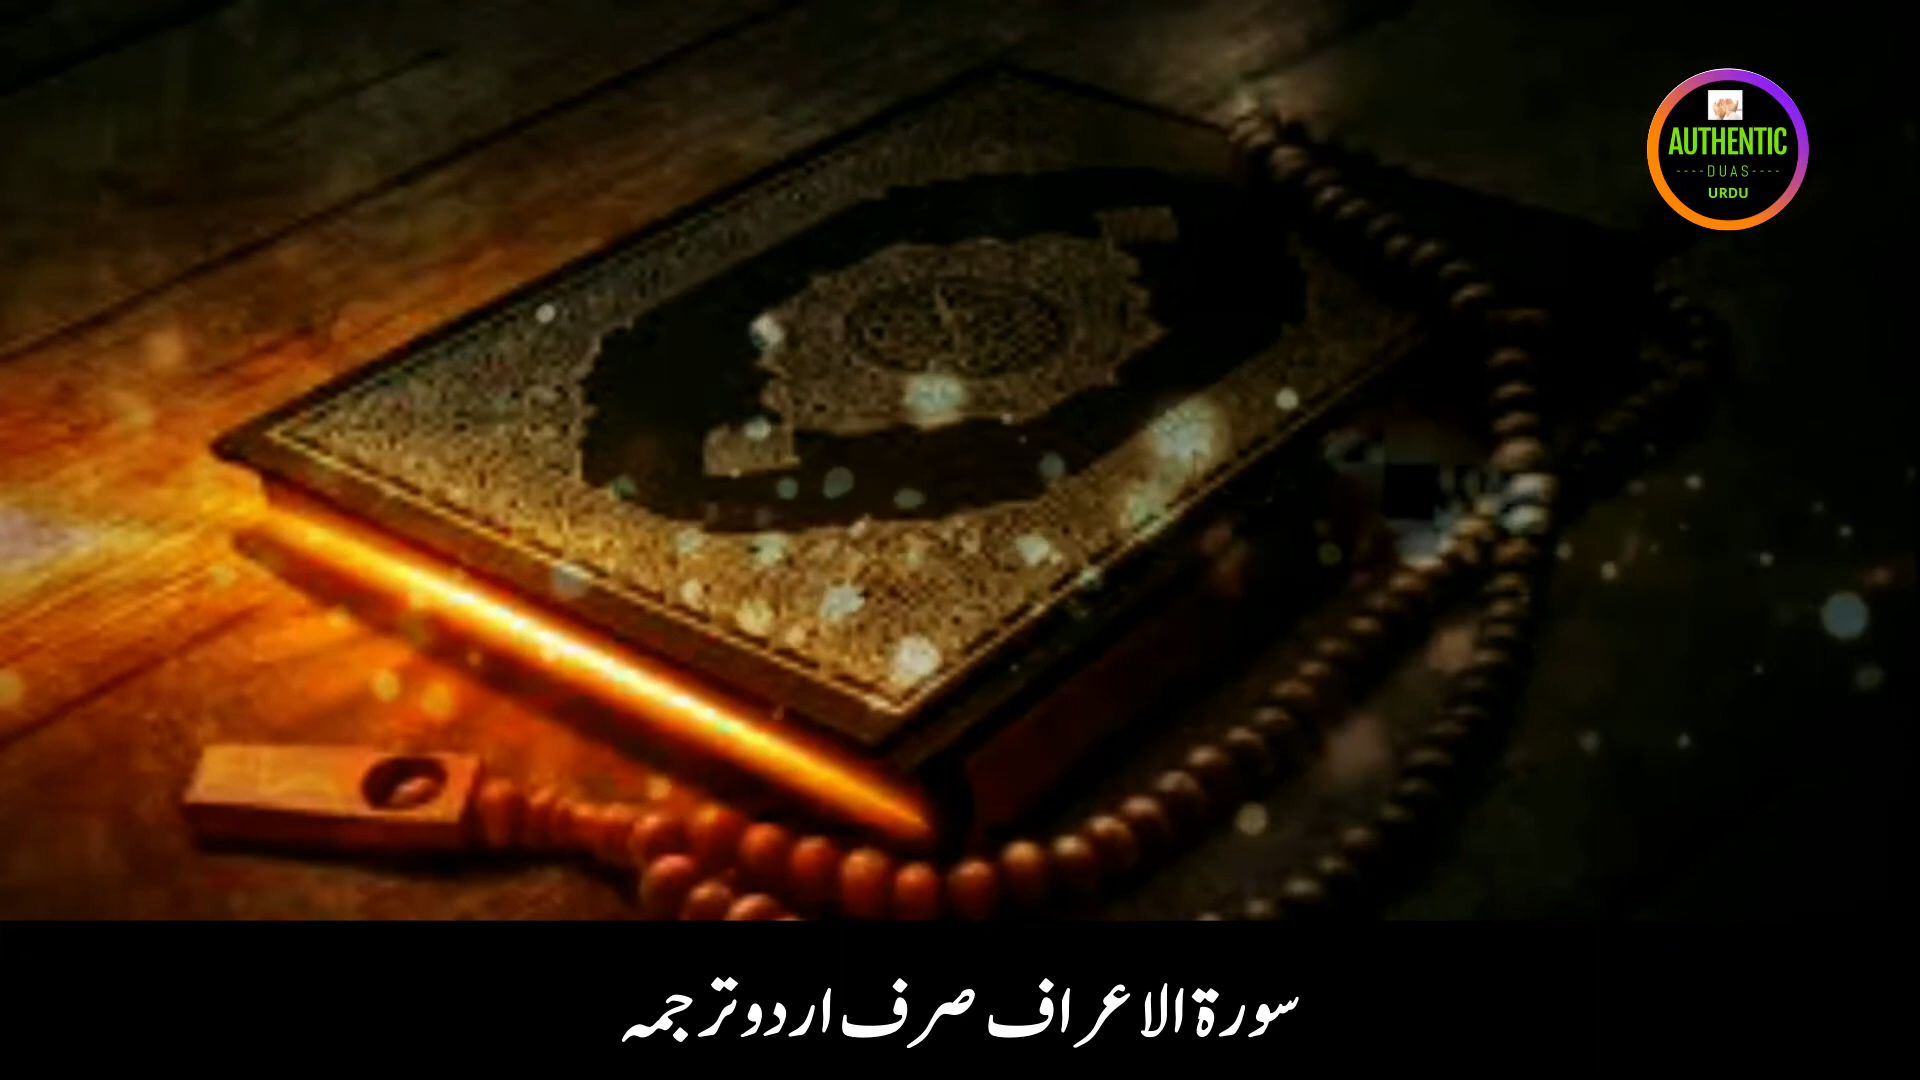 AUTHENTIC
----DUAS----
URDU
سورۃ الاعراف صرف اردو ترجمہ